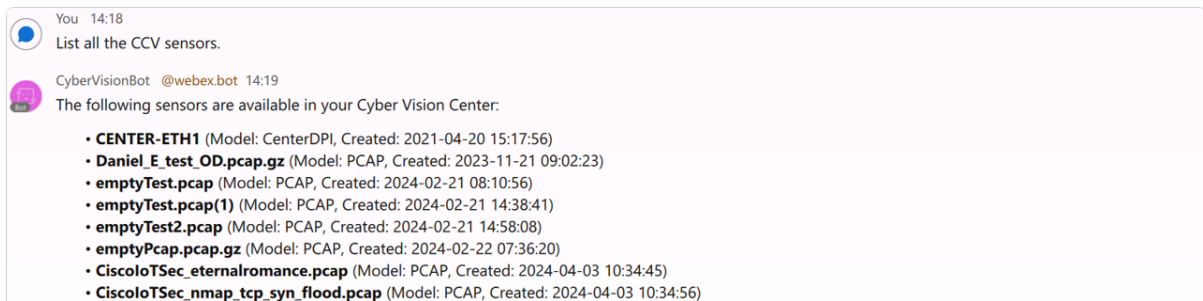 You 14:18
List all the CCV sensors.
CyberVisionBot @webex.bot 14:19
Bot
The following sensors are available in your Cyber Vision Center:
• CENTER-ETH1 (Model: CenterDPI, Created: 2021-04-20 15:17:56)
• Daniel_E_test_OD.pcap.gz (Model: PCAP, Created: 2023-11-21 09:02:23)
• emptyTest.pcap (Model: PCAP, Created: 2024-02-21 08:10:56)
• emptyTest.pcap(1) (Model: PCAP, Created: 2024-02-21 14:38:41)
• emptyTest2.pcap (Model: PCAP, Created: 2024-02-21 14:58:08)
• emptyPcap.pcap.gz (Model: PCAP, Created: 2024-02-22 07:36:20)
• CiscoIoTSec_eternalromance.pcap (Model: PCAP, Created: 2024-04-03 10:34:45)
• CiscoIoTSec_nmap_tcp_syn_flood.pcap (Model: PCAP, Created: 2024-04-03 10:34:56)